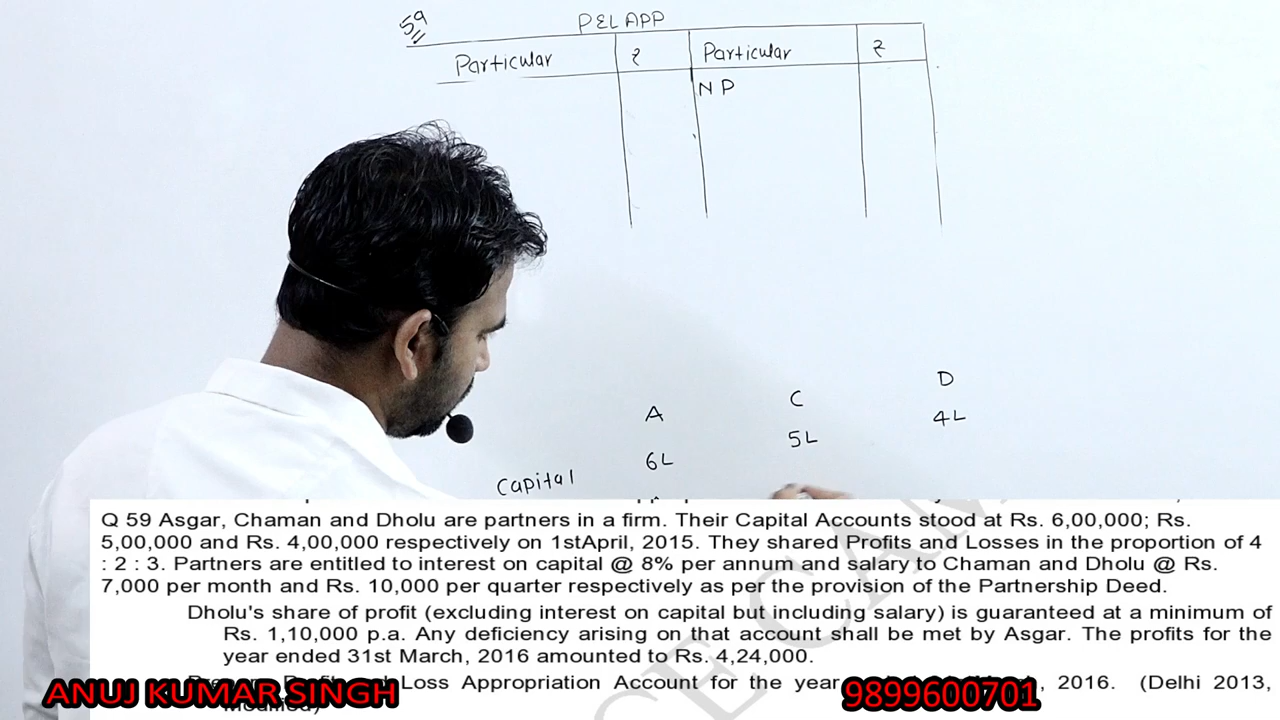 59
P & L APP
Particular ₹ Particular ₹
N P
A C D
Capital 6L 5L 4L
Q 59 Asgar, Chaman and Dholu are partners in a firm. Their Capital Accounts stood at Rs. 6,00,000; Rs.
5,00,000 and Rs. 4,00,000 respectively on 1stApril, 2015. They shared Pofits and Losses in the proportion of 4
: 2 : 3. Partners are entitled to interest on capital @ 8% per annum and salary to Chaman and Dholu @ Rs.
7,000 per month and Rs. 10,000 per quarter respectively as per the provision of the Partnership Deed.
Dholu's share of profit (excluding interest on capital but including salary) is guaranteed at a minimum of
Rs. 1,10,000 p.a. Any deficiency arising on that account shall be met by Asgar. The profits for the
year ended 31st March, 2016 amounted to Rs. 4,24,000.
Loss Appropriation Account for the year 2016. (Delhi 2013,
ANUJ KUMAR SINGH 9899600701